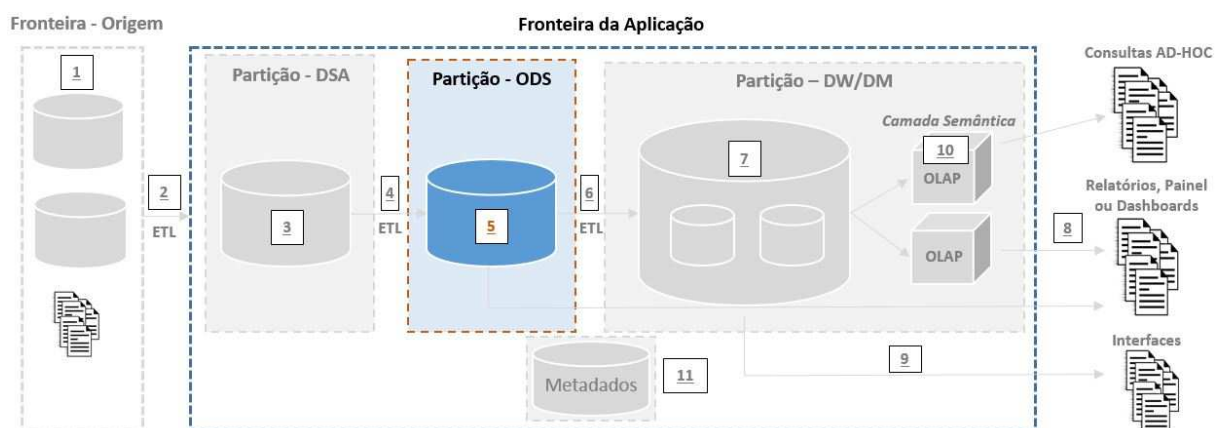 Fronteira - Origem
Fronteira da Aplicação
1
Partição - DSA
Partição - ODS
Partição – DW/DM
Consultas AD-HOC
Camada Semântica
2
ETL
3
4
ETL
5
6
ETL
7
10
OLAP
OLAP
Relatórios, Painel
ou Dashboards
8
Metadados
11
9
Interfaces